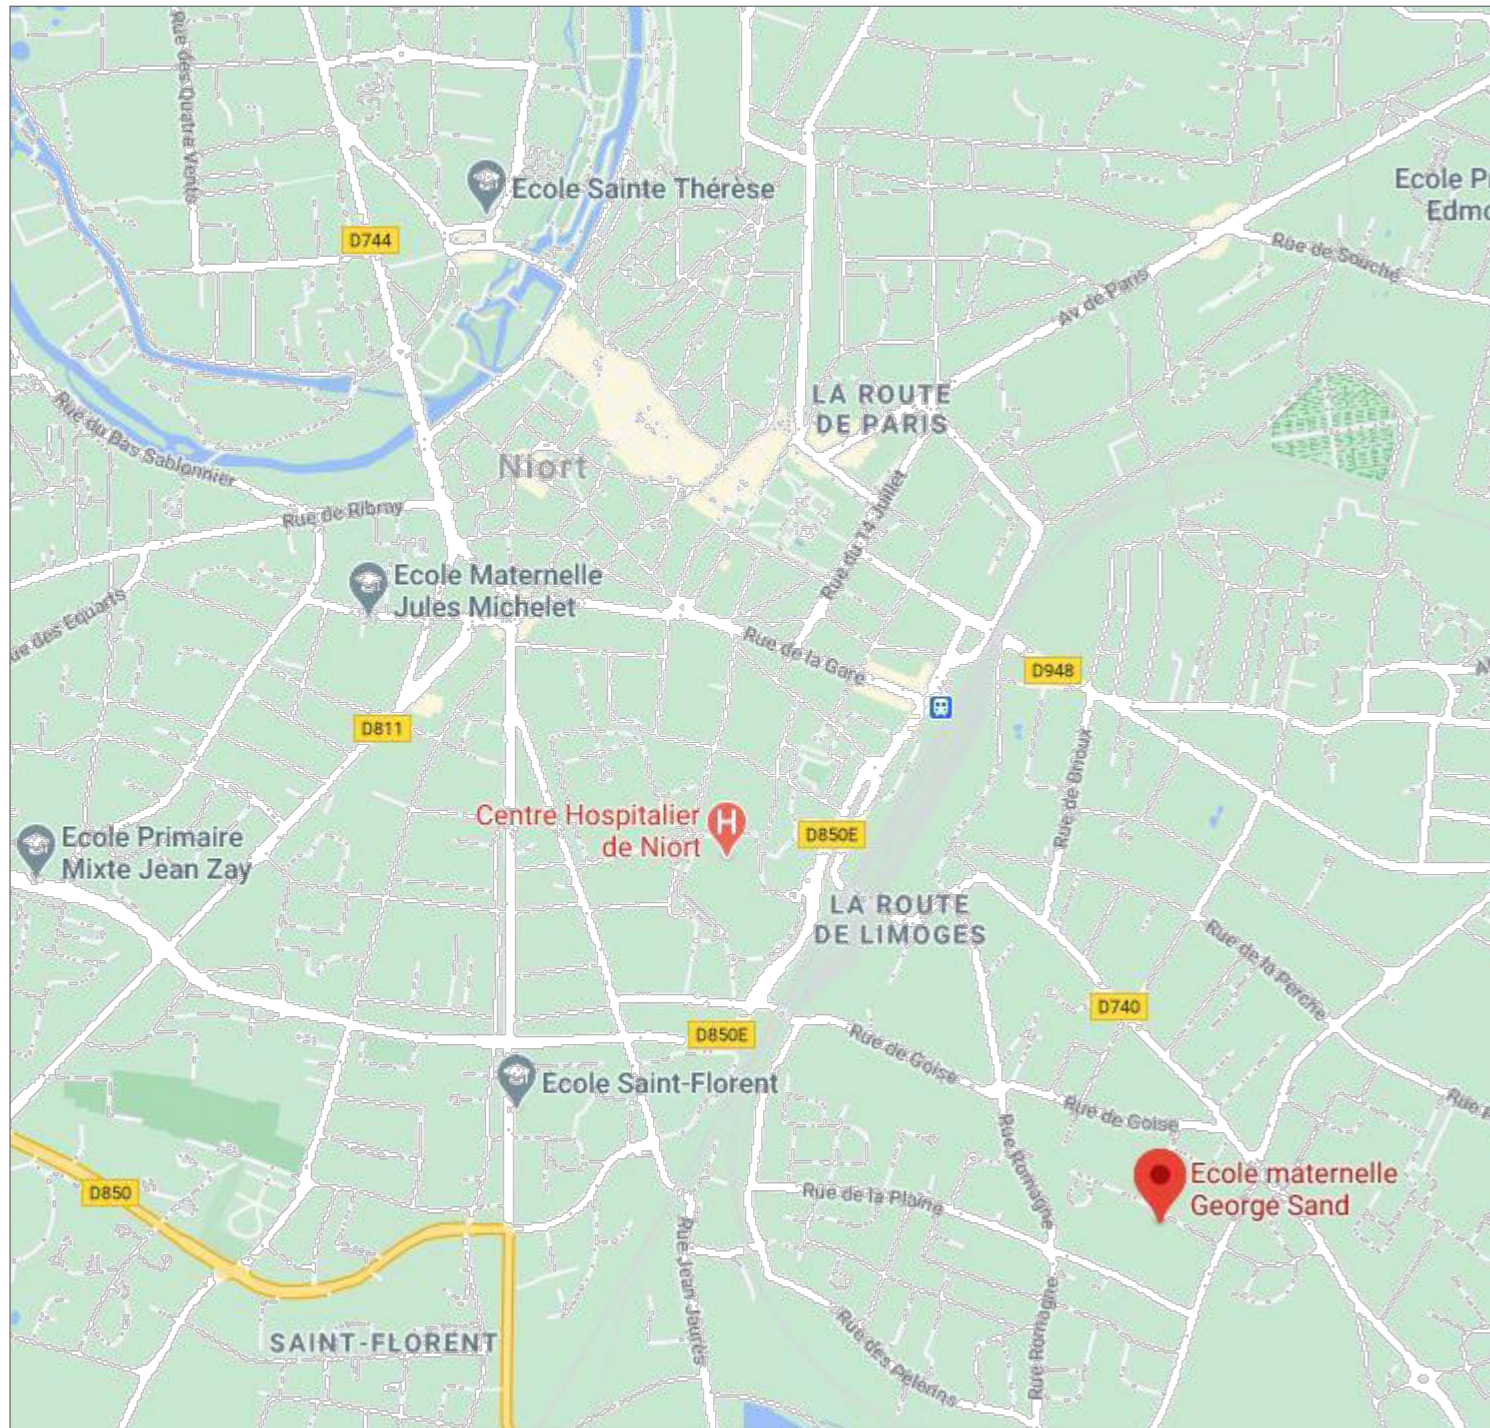 Rue des Quatre Vents
Ecole Sainte Thérèse
Ecole P
Edmo
D744
Rue de Souché
Av de Paris
LA ROUTE
DE PARIS
Rue du Bas Sablonnier
Niort
Rue du 14 Juillet
Rue de Ribray
Ecole Maternelle
Jules Michelet
ue des Equarts
Rue de la Gare
D948
D811
Rue de Brioux
Centre Hospitalier
de Niort
D850E
Ecole Primaire
Mixte Jean Zay
LA ROUTE
DE LIMOGES
Rue de la Perche
D740
D850E
Rue de Goise
Ecole Saint-Florent
Rue de Goise
Rue
Rue Romagne
Ecole maternelle
George Sand
D850
Rue de la Plaine
Rue Jean Jaurès
Rue Romagne
SAINT-FLORENT
Rue des Pelerins